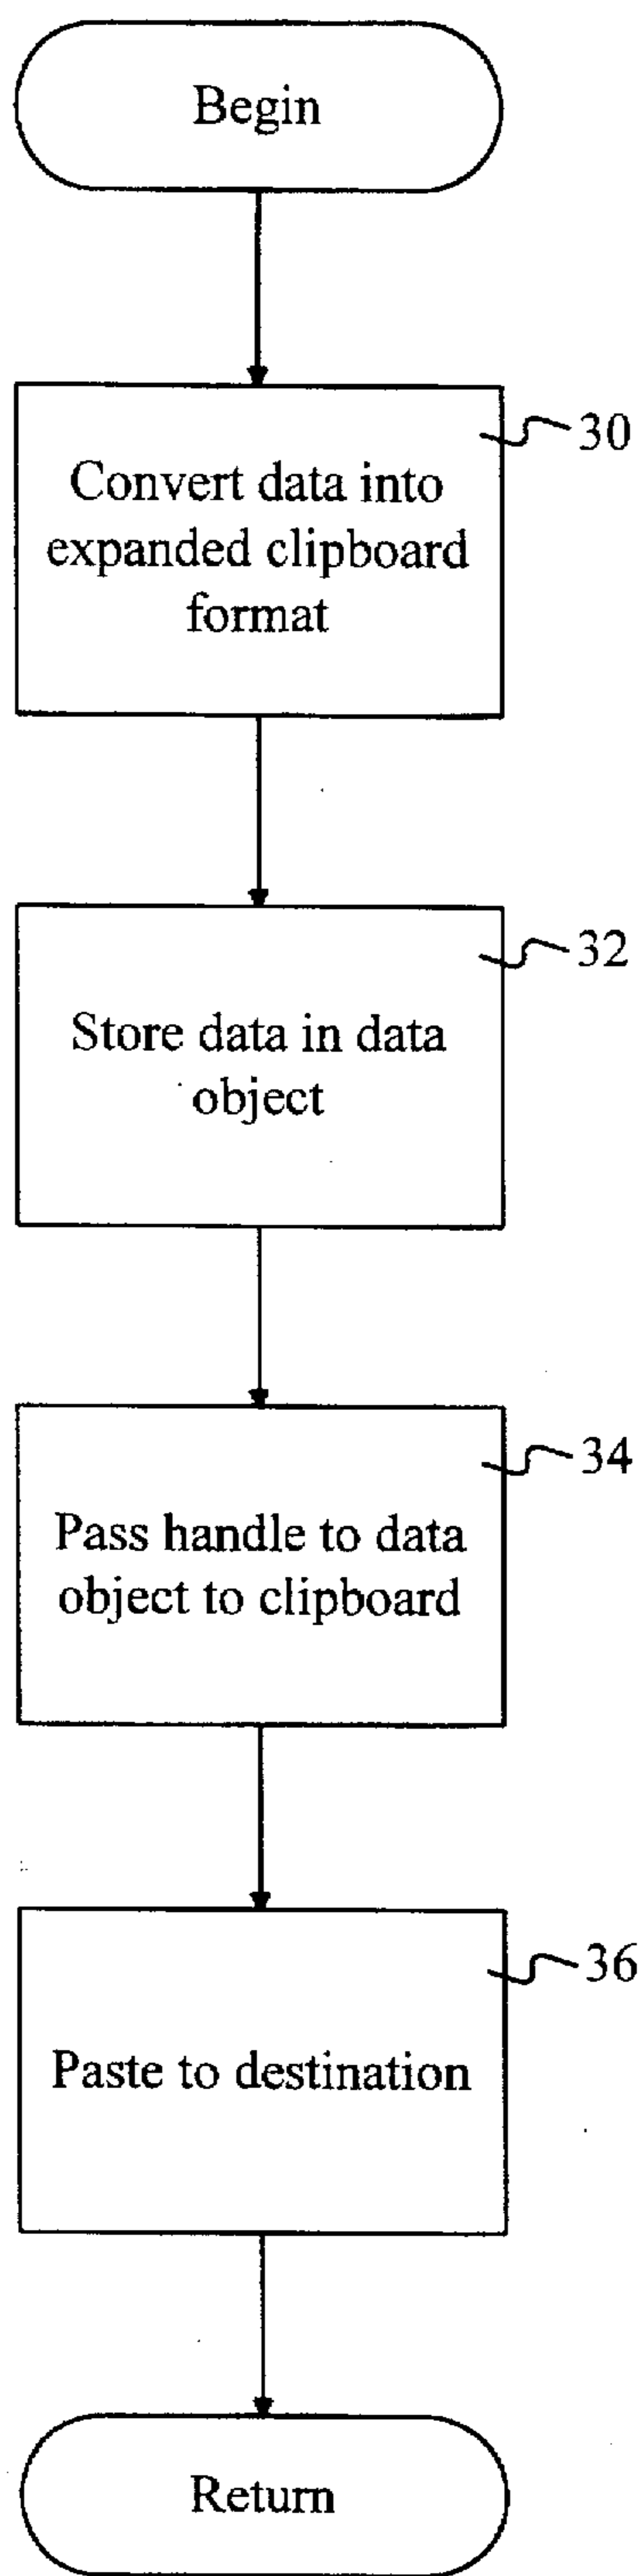 Begin
30
Convert data into
expanded clipboard
format
32
Store data in data
object
34
Pass handle to data
object to clipboard
36
Paste to destination
Return